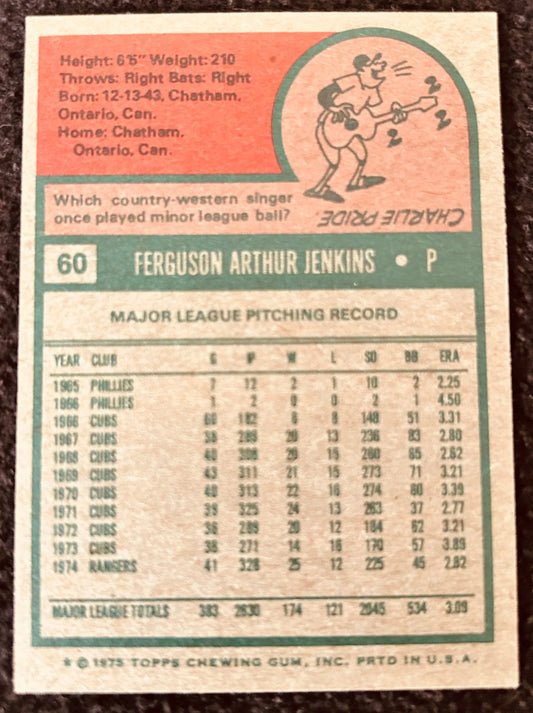 Height: 6'5" Weight: 210
Throws: Right Bats: Right
Born: 12-13-43, Chatham,
Ontario, Can.
Home: Chatham,
Ontario, Can.
Which country-western singer
once played minor league ball?
CHARLIE PRIDE.
60 FERGUSON ARTHUR JENKINS • P
MAJOR LEAGUE PITCHING RECORD
YEAR CLUB G IP W L SO BB ERA
1965 PHILLIES 7 12 2 1 10 2 2.25
1966 PHILLIES 1 2 0 0 2 1 4.50
1966 CUBS 60 182 6 8 148 51 3.31
1967 CUBS 38 289 20 13 236 83 2.80
1968 CUBS 40 308 20 15 260 65 2.62
1969 CUBS 43 311 21 15 273 71 3.21
1970 CUBS 40 313 22 16 274 60 3.39
1971 CUBS 39 325 24 13 263 37 2.77
1972 CUBS 36 289 20 12 184 62 3.21
1973 CUBS 38 271 14 16 170 57 3.89
1974 RANGERS 41 328 25 12 225 45 2.82
MAJOR LEAGUE TOTALS 383 2630 174 121 2045 534 3.09
* © 1975 TOPPS CHEWING GUM, INC. PRTD IN U.S.A.